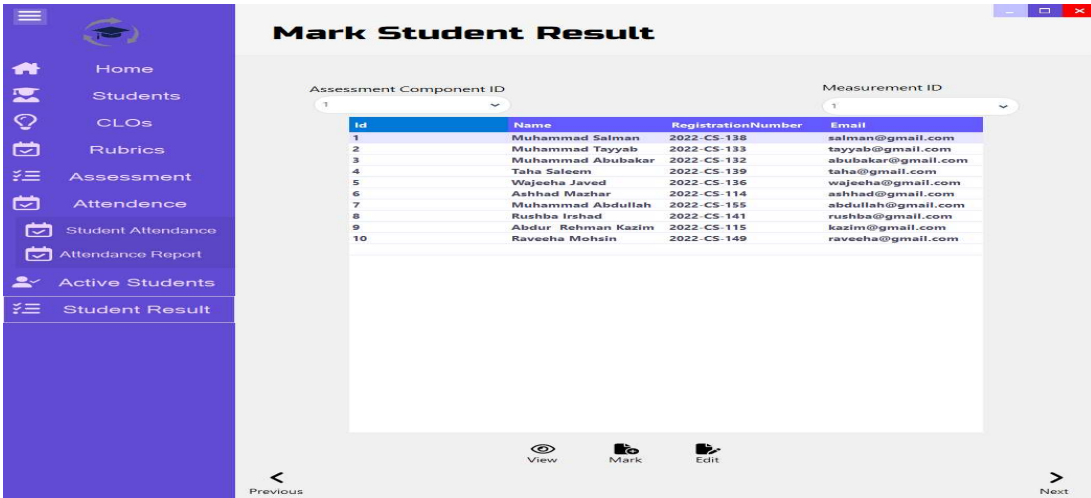 Mark Student Result
Home
Students
CLOs
Rubrics
Assessment
Attendence
Student Attendance
Attendance Report
Active Students
Student Result
Assessment Component ID
1
Measurement ID
1
Id Name RegistrationNumber Email
1 Muhammad Salman 2022-CS-138 salman@gmail.com
2 Muhammad Tayyab 2022-CS-133 tayyab@gmail.com
3 Muhammad Abubakar 2022-CS-132 abubakar@gmail.com
4 Taha Saleem 2022-CS-139 taha@gmail.com
5 Wajeeha Javed 2022-CS-136 wajeeha@gmail.com
6 Ashhad Mazhar 2022-CS-114 ashhad@gmail.com
7 Muhammad Abdullah 2022-CS-155 abdullah@gmail.com
8 Rushba Irshad 2022-CS-141 rushba@gmail.com
9 Abdur Rehman Kazim 2022-CS-115 kazim@gmail.com
10 Raveeha Mohsin 2022-CS-149 raveeha@gmail.com
View Mark Edit
Previous Next